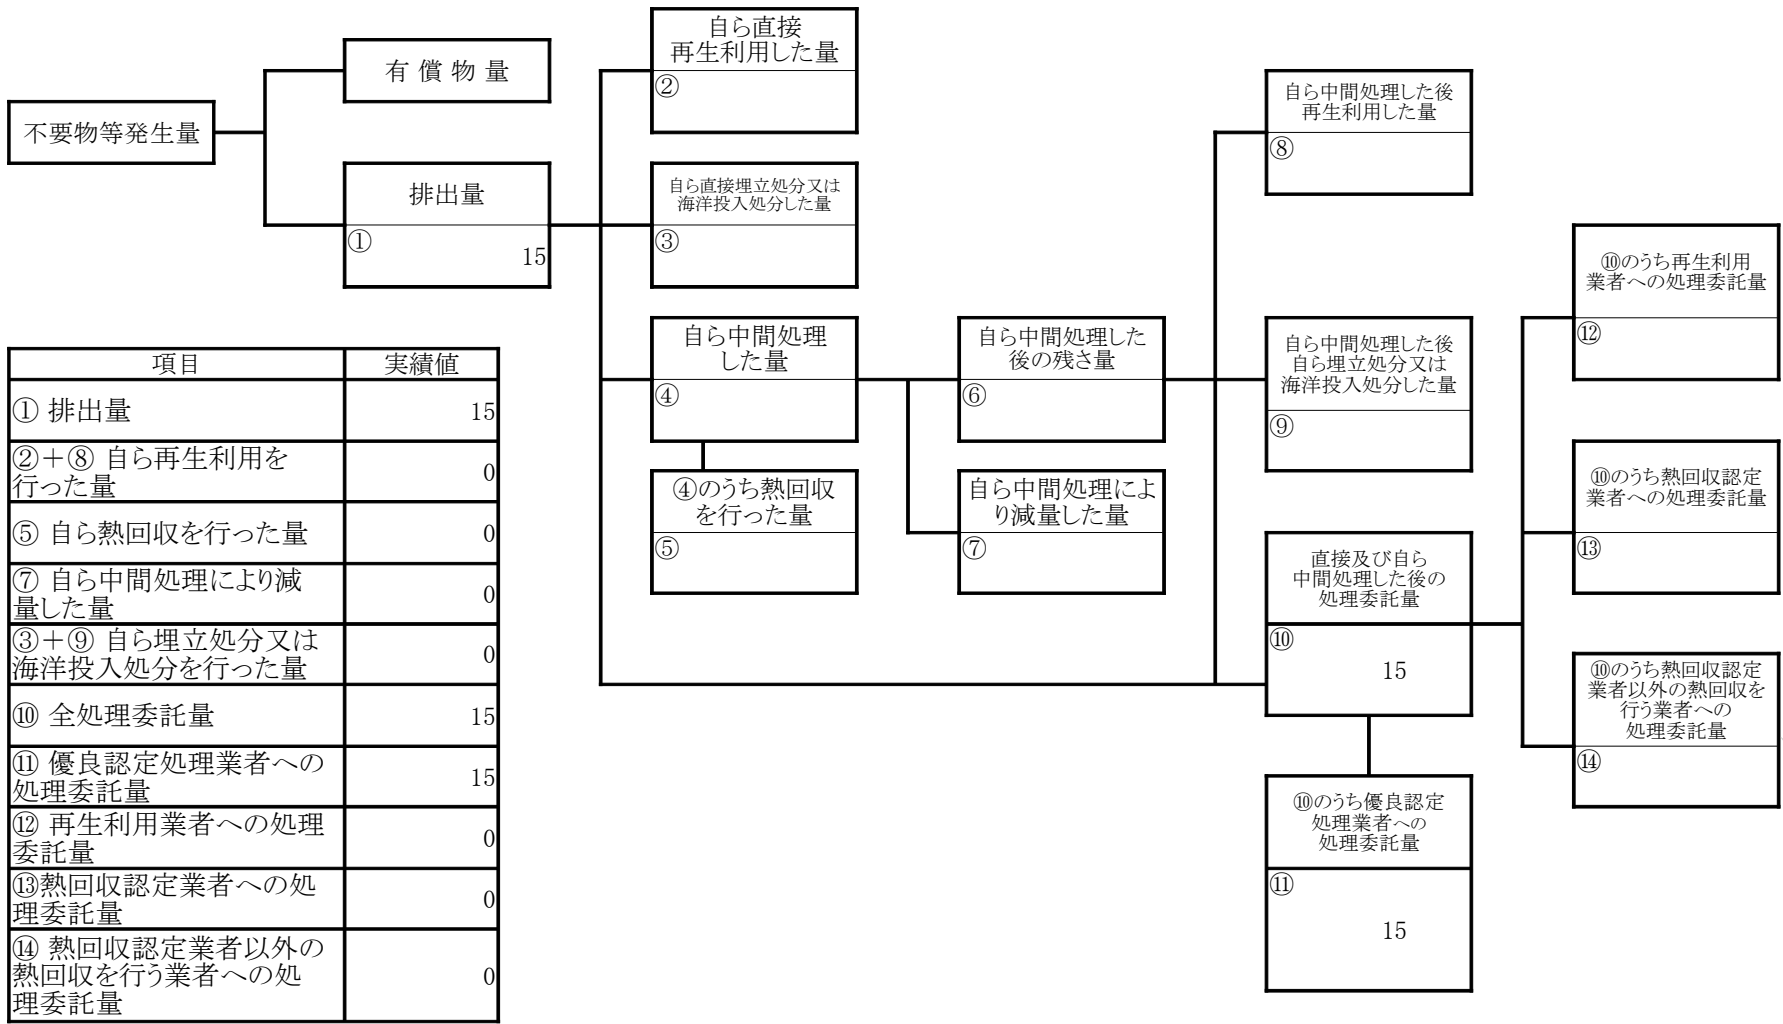 不要物等発生量
有 償 物 量
排出量
①
15
自ら直接
再生利用した量
②
自ら直接埋立処分又は
海洋投入処分した量
③
自ら中間処理
した量
④
④のうち熱回収
を行った量
⑤
自ら中間処理した
後の残さ量
⑥
自ら中間処理によ
り減量した量
⑦
自ら中間処理した後
再生利用した量
⑧
自ら中間処理した後
自ら埋立処分又は
海洋投入処分した量
⑨
直接及び自ら
中間処理した後の
処理委託量
⑩
15
⑩のうち優良認定
処理業者への
処理委託量
⑪
15
⑩のうち再生利用
業者への処理委託量
⑫
⑩のうち熱回収認定
業者への処理委託量
⑬
⑩のうち熱回収認定
業者以外の熱回収を
行う業者への
処理委託量
⑭
項目 実績値
① 排出量 15
②＋⑧ 自ら再生利用を
行った量 0
⑤ 自ら熱回収を行った量 0
⑦ 自ら中間処理により減
量した量 0
③＋⑨ 自ら埋立処分又は
海洋投入処分を行った量 0
⑩ 全処理委託量 15
⑪ 優良認定処理業者への
処理委託量 15
⑫ 再生利用業者への処理
委託量 0
⑬熱回収認定業者への処
理委託量 0
⑭ 熱回収認定業者以外の
熱回収を行う業者への処
理委託量 0